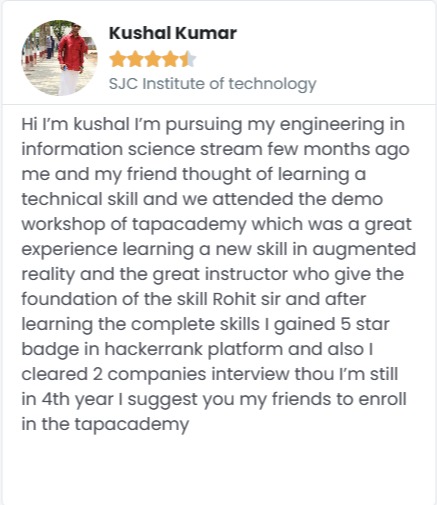 Kushal Kumar
SJC Institute of technology
Hi I'm kushal I'm pursuing my engineering in
information science stream few months ago
me and my friend thought of learning a
technical skill and we attended the demo
workshop of tapacademy which was a great
experience learning a new skill in augmented
reality and the great instructor who give the
foundation of the skill Rohit sir and after
learning the complete skills I gained 5 star
badge in hackerrank platform and also I
cleared 2 companies interview thou I'm still
in 4th year I suggest you my friends to enroll
in the tapacademy